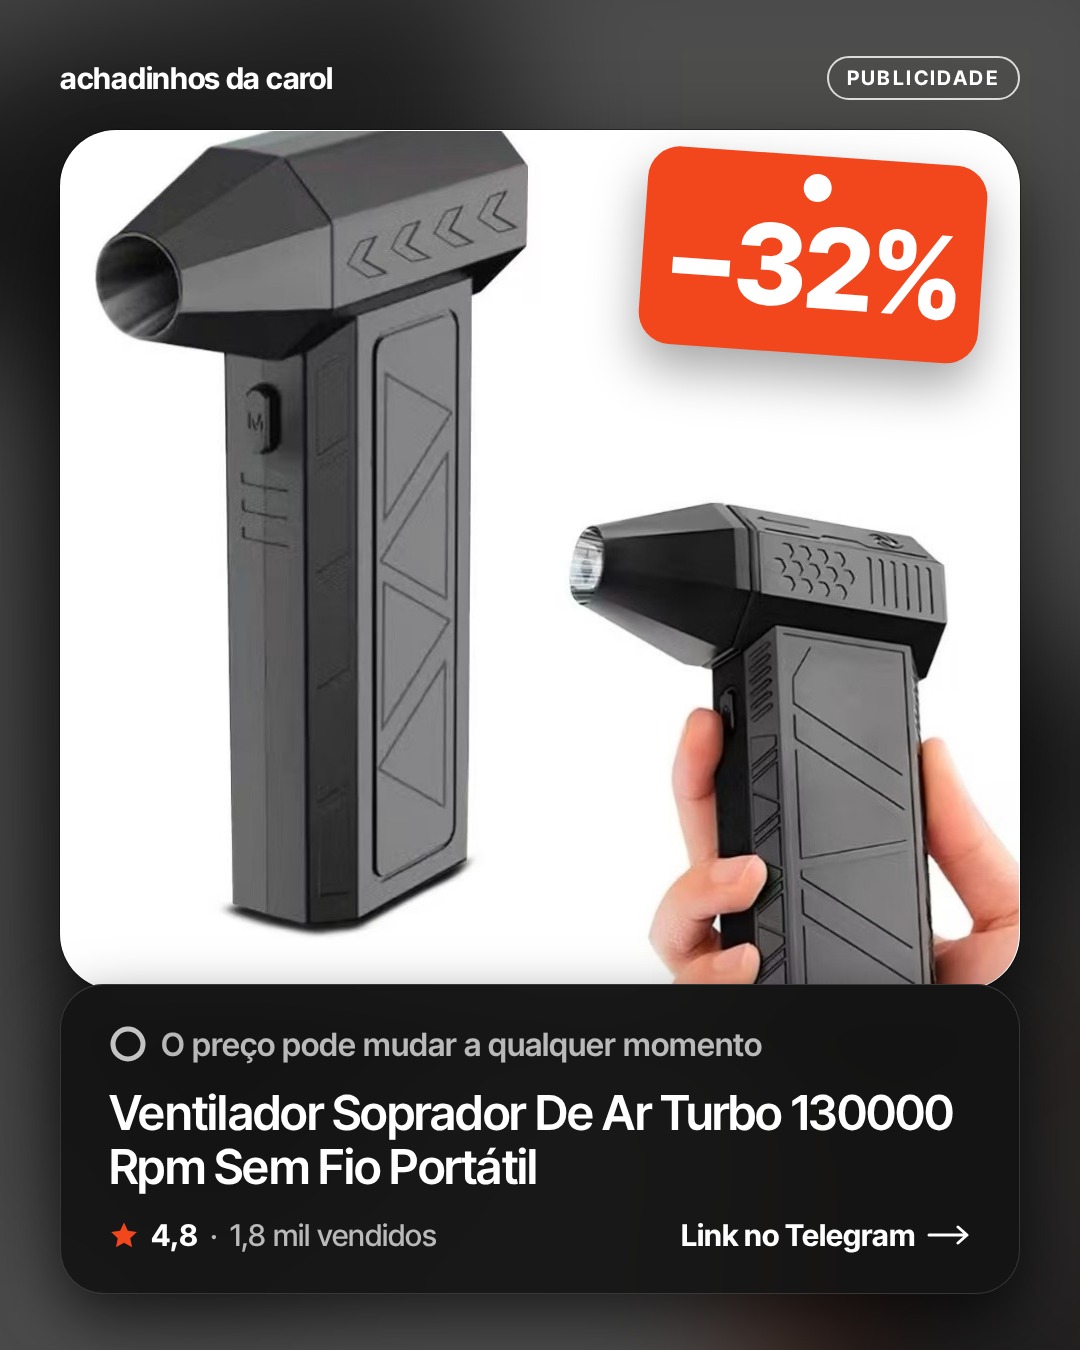 achadinhos da carol
PUBLICIDADE
-32%
M
O preço pode mudar a qualquer momento
Ventilador Soprador De Ar Turbo 130000
Rpm Sem Fio Portátil
4,8 · 1,8 mil vendidos
Link no Telegram →